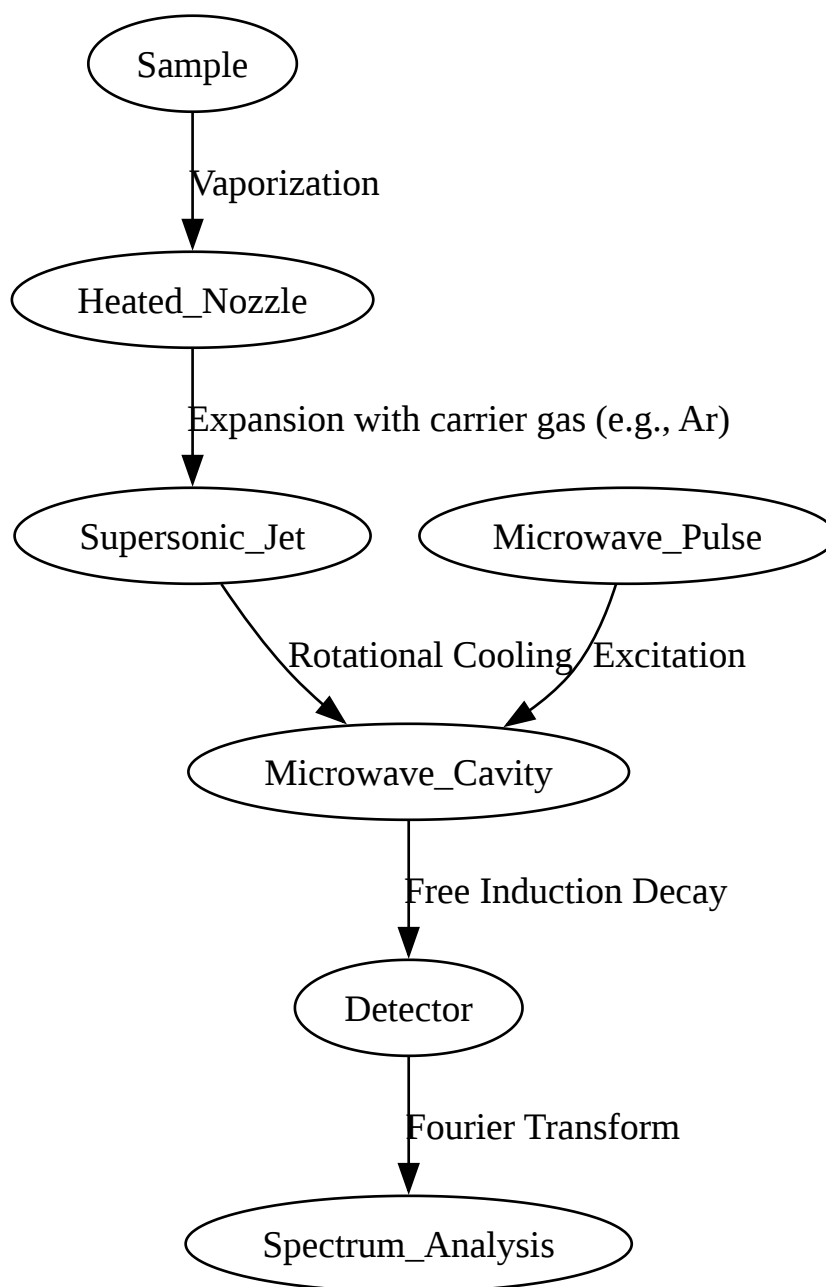 Sample
Vaporization
Heated_Nozzle
Expansion with carrier gas (e.g., Ar)
Supersonic_Jet
Microwave_Pulse
Rotational Cooling
Excitation
Microwave_Cavity
Free Induction Decay
Detector
Fourier Transform
Spectrum_Analysis